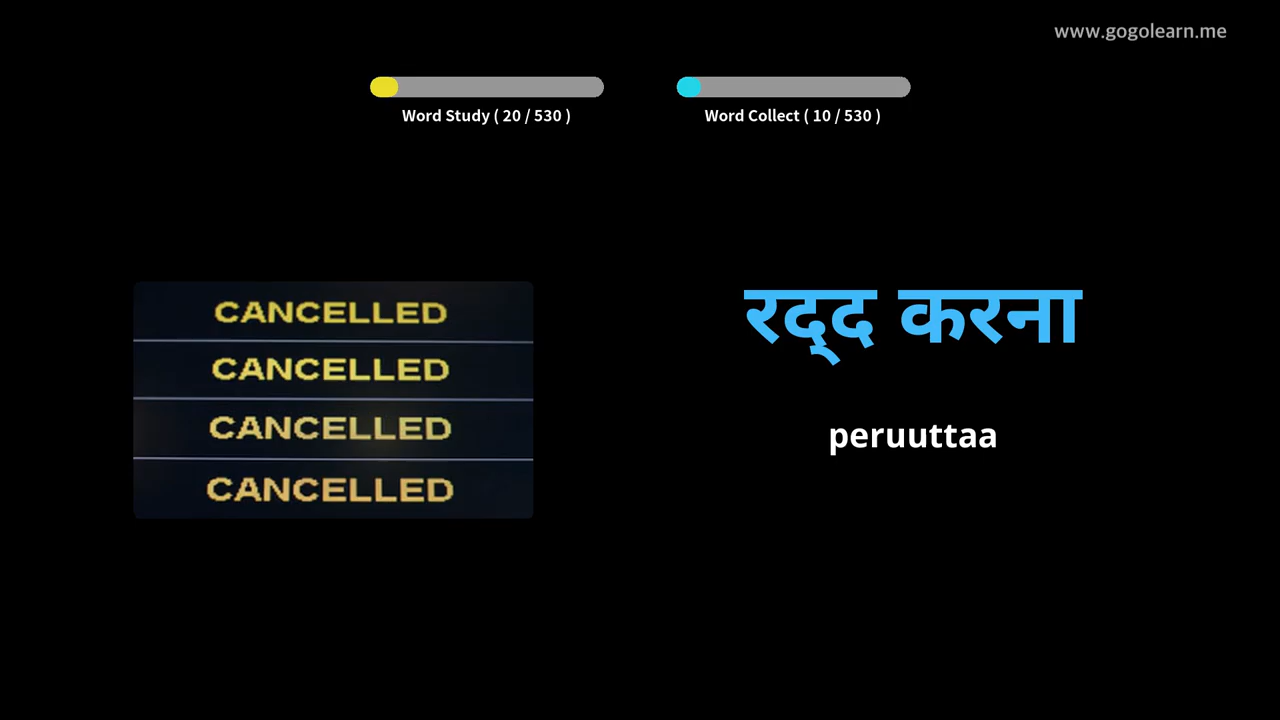 www.gogolearn.me
Word Study ( 20 / 530 )
Word Collect ( 10 / 530 )
CANCELLED
CANCELLED
CANCELLED
CANCELLED
रद्द करना
peruuttaa